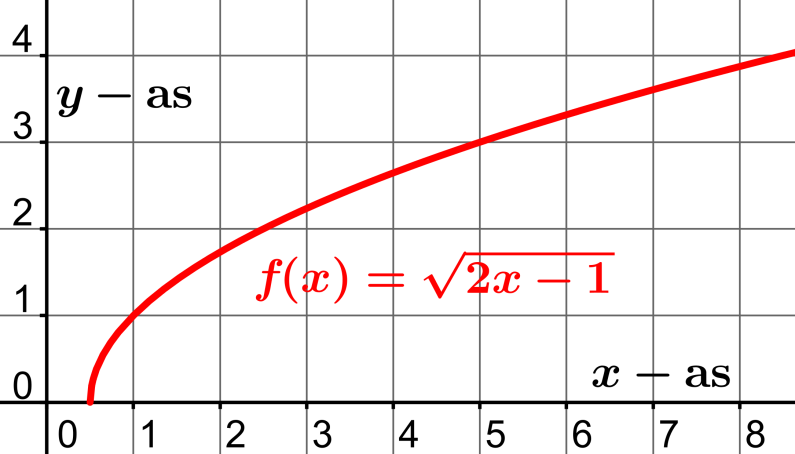 4
y – as
3
2
f(x) = √2x – 1
1
x – as
0
0 1 2 3 4 5 6 7 8